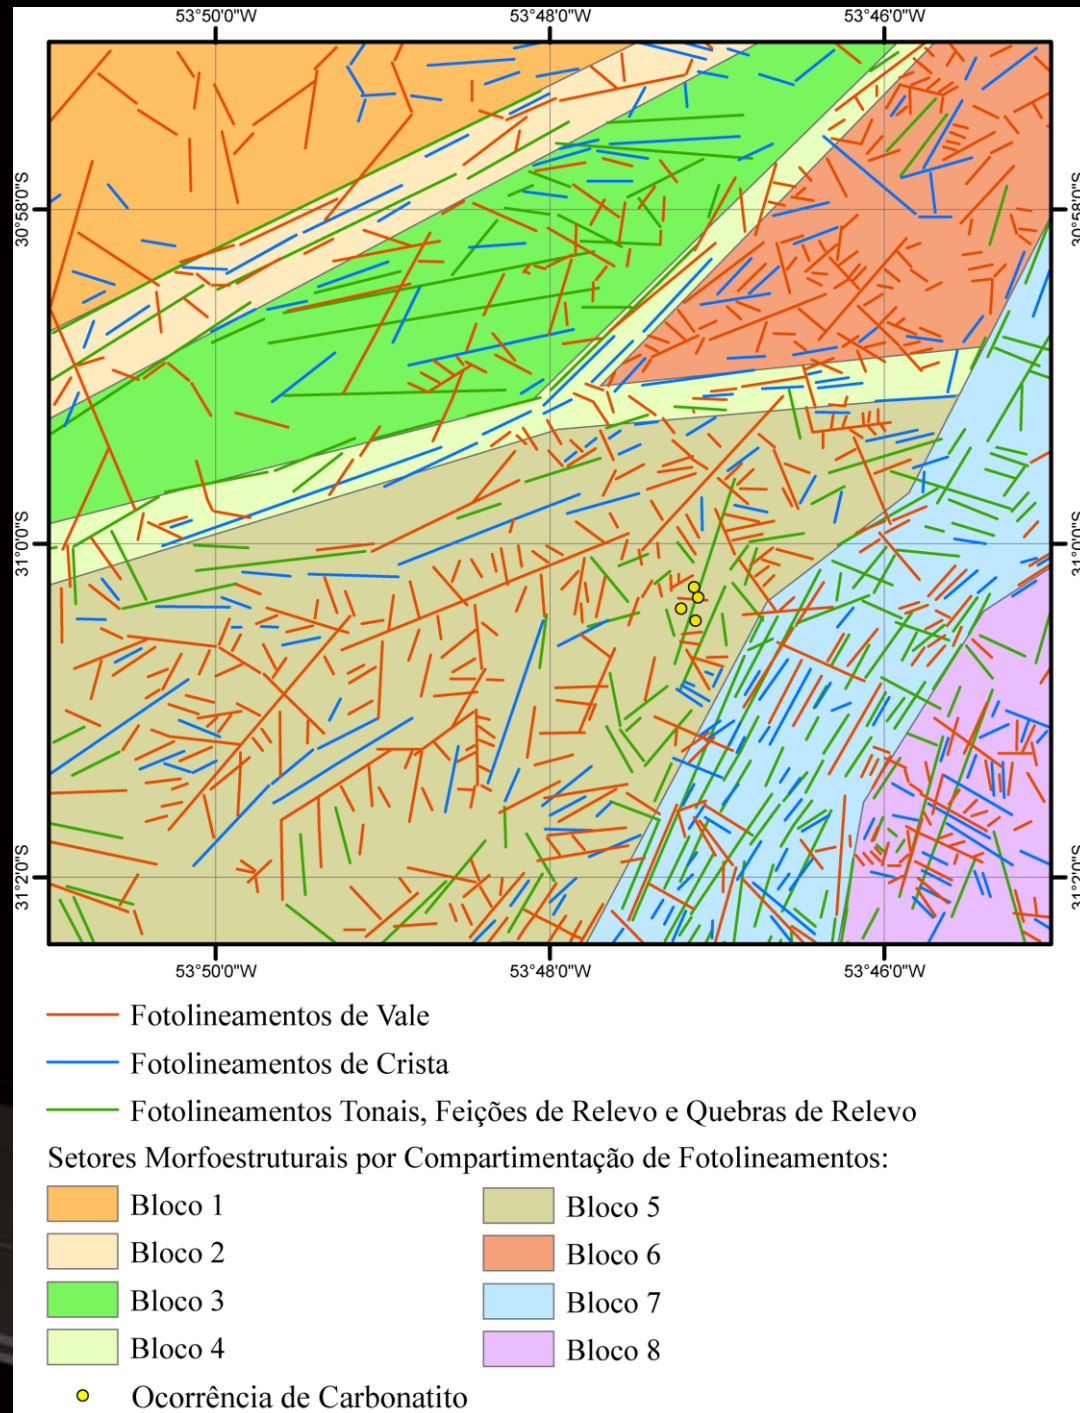 53°50'0"W 53°48'0"W 53°46'0"W
30°58'0"S 30°58'0"S
31°0'0"S 31°0'0"S
31°2'0"S 31°2'0"S
53°50'0"W 53°48'0"W 53°46'0"W
Fotolineamentos de Vale
Fotolineamentos de Crista
Fotolineamentos Tonais, Feições de Relevo e Quebras de Relevo
Setores Morfoestruturais por Compartimentação de Fotolineamentos:
Bloco 1
Bloco 2
Bloco 3
Bloco 4
Bloco 5
Bloco 6
Bloco 7
Bloco 8
Ocorrência de Carbonatito